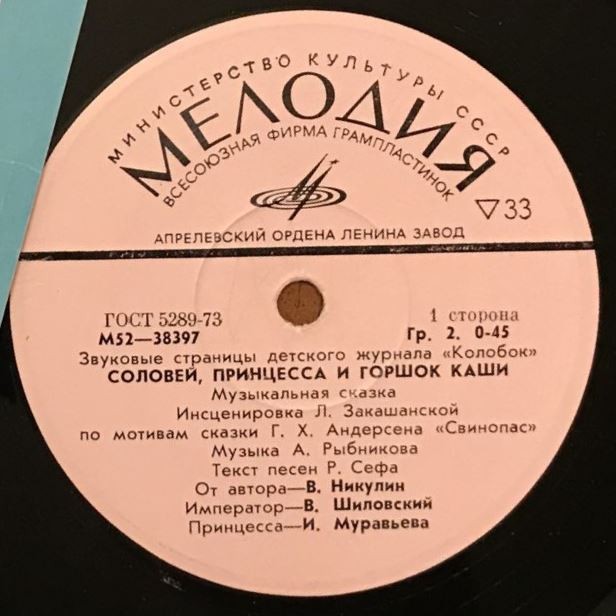 МИНИСТЕРСТВО КУЛЬТУРЫ СССР
МЕЛОДИЯ
ВСЕСОЮЗНАЯ ФИРМА ГРАМПЛАСТИНОК
▽33
АПРЕЛЕВСКИЙ ОРДЕНА ЛЕНИНА ЗАВОД
ГОСТ 5289-73 1 сторона
М52—38397 Гр. 2. 0-45
Звуковые страницы детского журнала «Колобок»
СОЛОВЕЙ, ПРИНЦЕССА И ГОРШОК КАШИ
Музыкальная сказка
Инсценировка Л. Закашанской
по мотивам сказки Г. Х. Андерсена «Свинопас»
Музыка А. Рыбникова
Текст песен Р. Сефа
От автора—В. Никулин
Император—В. Шиловский
Принцесса—И. Муравьева